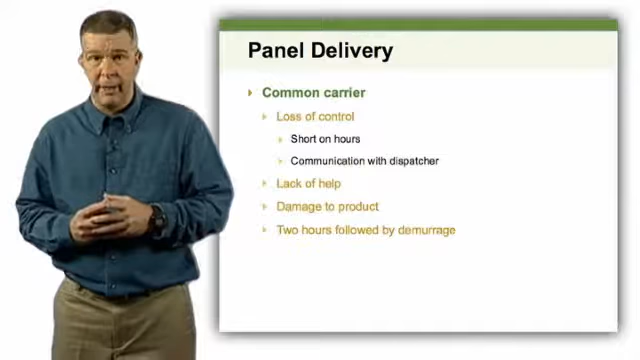 Panel Delivery
Common carrier
Loss of control
Short on hours
Communication with dispatcher
Lack of help
Damage to product
Two hours followed by demurrage